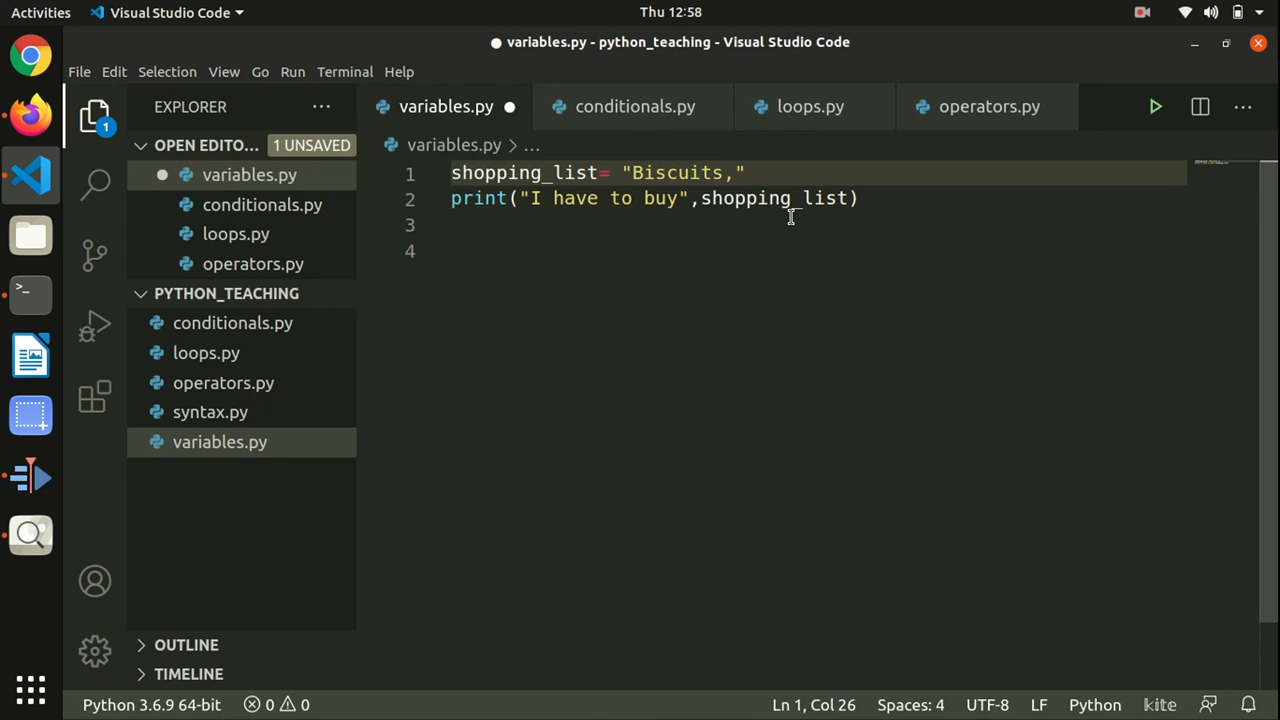 Activities Visual Studio Code Thu 12:58
variables.py - python_teaching - Visual Studio Code
File Edit Selection View Go Run Terminal Help
EXPLORER ... variables.py conditionals.py loops.py operators.py ...
OPEN EDITO... 1 UNSAVED variables.py > ...
variables.py
conditionals.py
loops.py
operators.py
1 shopping_list= "Biscuits,"
2 print("I have to buy",shopping_list)
3
4
1
PYTHON_TEACHING
conditionals.py
loops.py
operators.py
syntax.py
variables.py
OUTLINE
TIMELINE
Python 3.6.9 64-bit 0 0 Ln 1, Col 26 Spaces: 4 UTF-8 LF Python kite